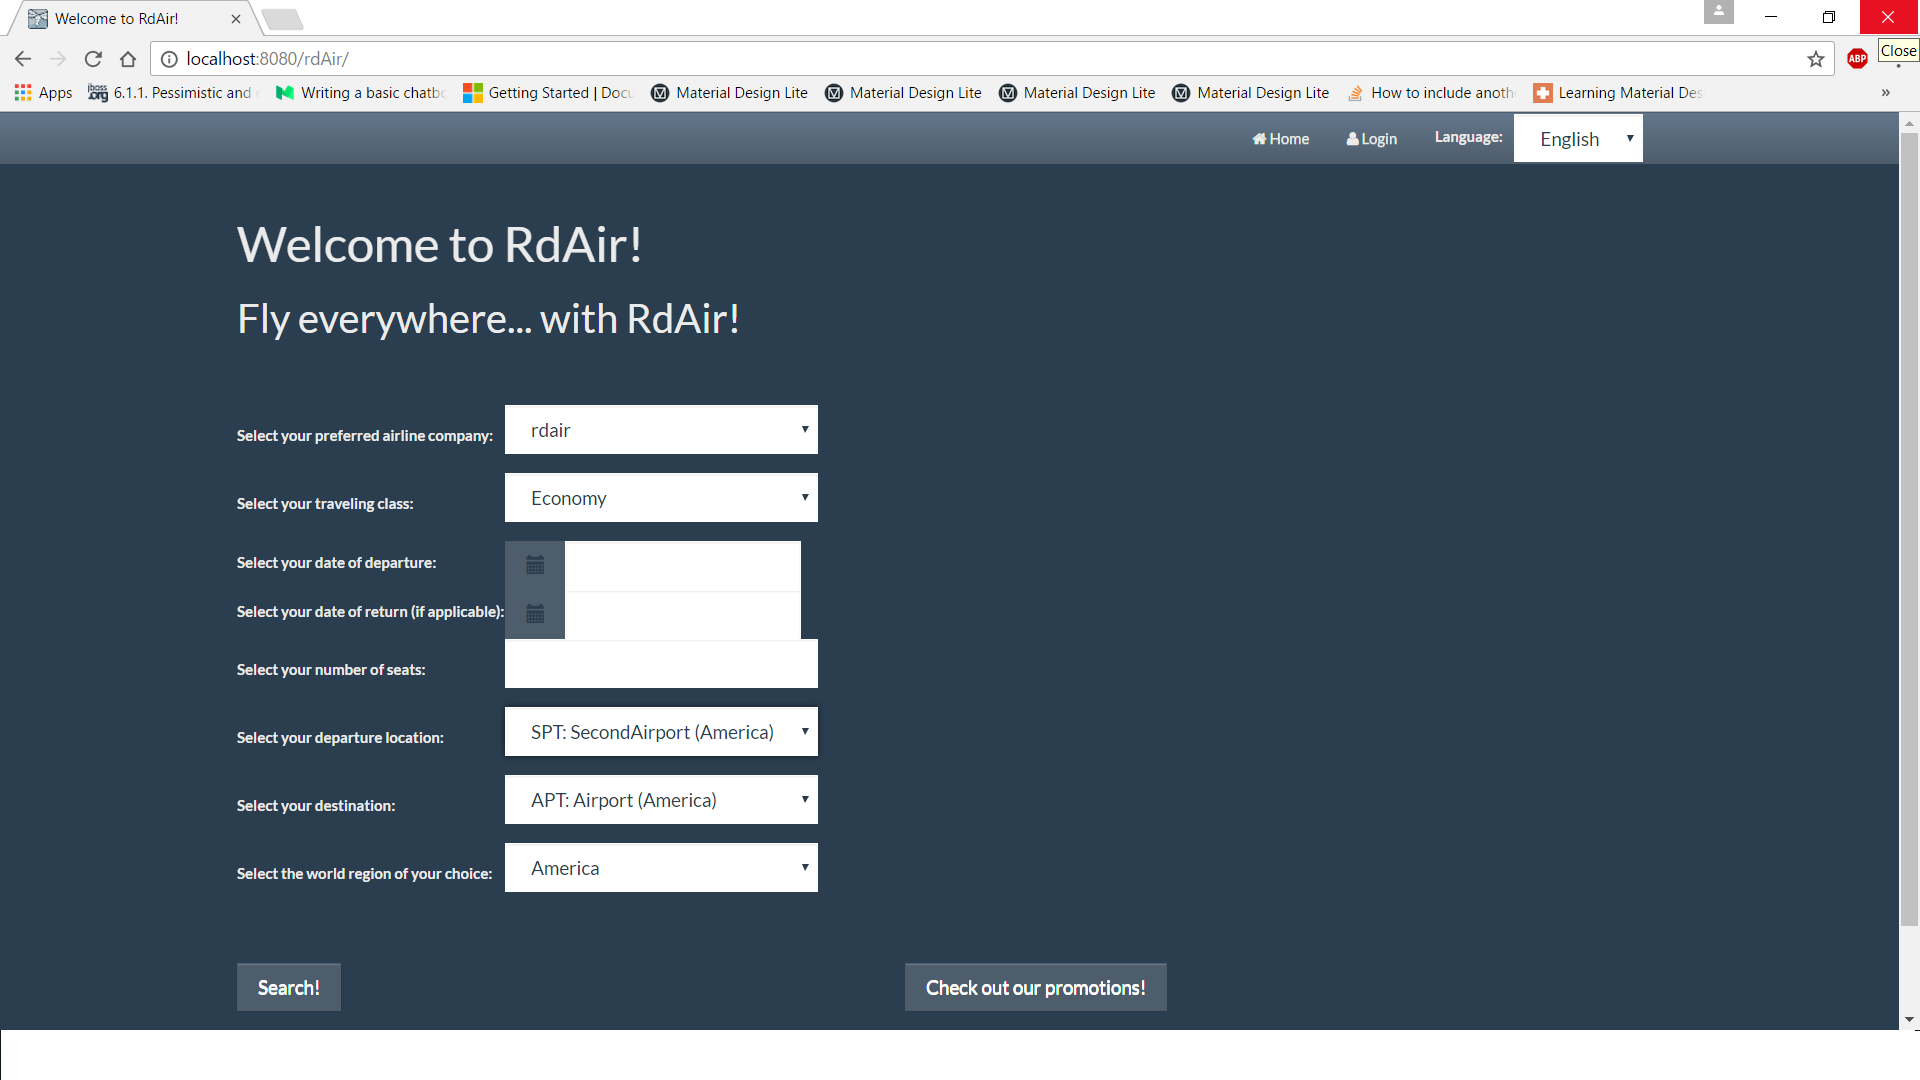 Welcome to RdAir!
localhost:8080/rdAir/
ABP
Close
Apps
jboss.org 6.1.1. Pessimistic and
Writing a basic chatbo
Getting Started | Docu
Material Design Lite
Material Design Lite
Material Design Lite
Material Design Lite
How to include anoth
Learning Material Des
»
Home
Login
Language:
English
Welcome to RdAir!
Fly everywhere... with RdAir!
Select your preferred airline company:
rdair
Select your traveling class:
Economy
Select your date of departure:
Select your date of return (if applicable):
Select your number of seats:
Select your departure location:
SPT: SecondAirport (America)
Select your destination:
APT: Airport (America)
Select the world region of your choice:
America
Search!
Check out our promotions!